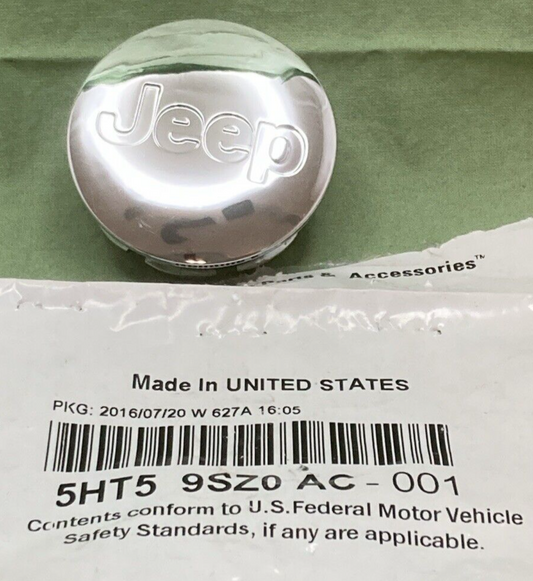 Jeep
& Accessories™
Made In UNITED STATES
PKG: 2016/07/20 W 627A 16:05
5HT5 9SZ0 AC - 001
Contents conform to U.S.Federal Motor Vehicle
Safety Standards, if any are applicable.